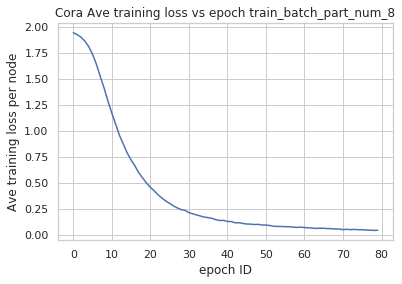 Cora Ave training loss vs epoch train_batch_part_num_8
Ave training loss per node
2.00
1.75
1.50
1.25
1.00
0.75
0.50
0.25
0.00
0 10 20 30 40 50 60 70 80
epoch ID